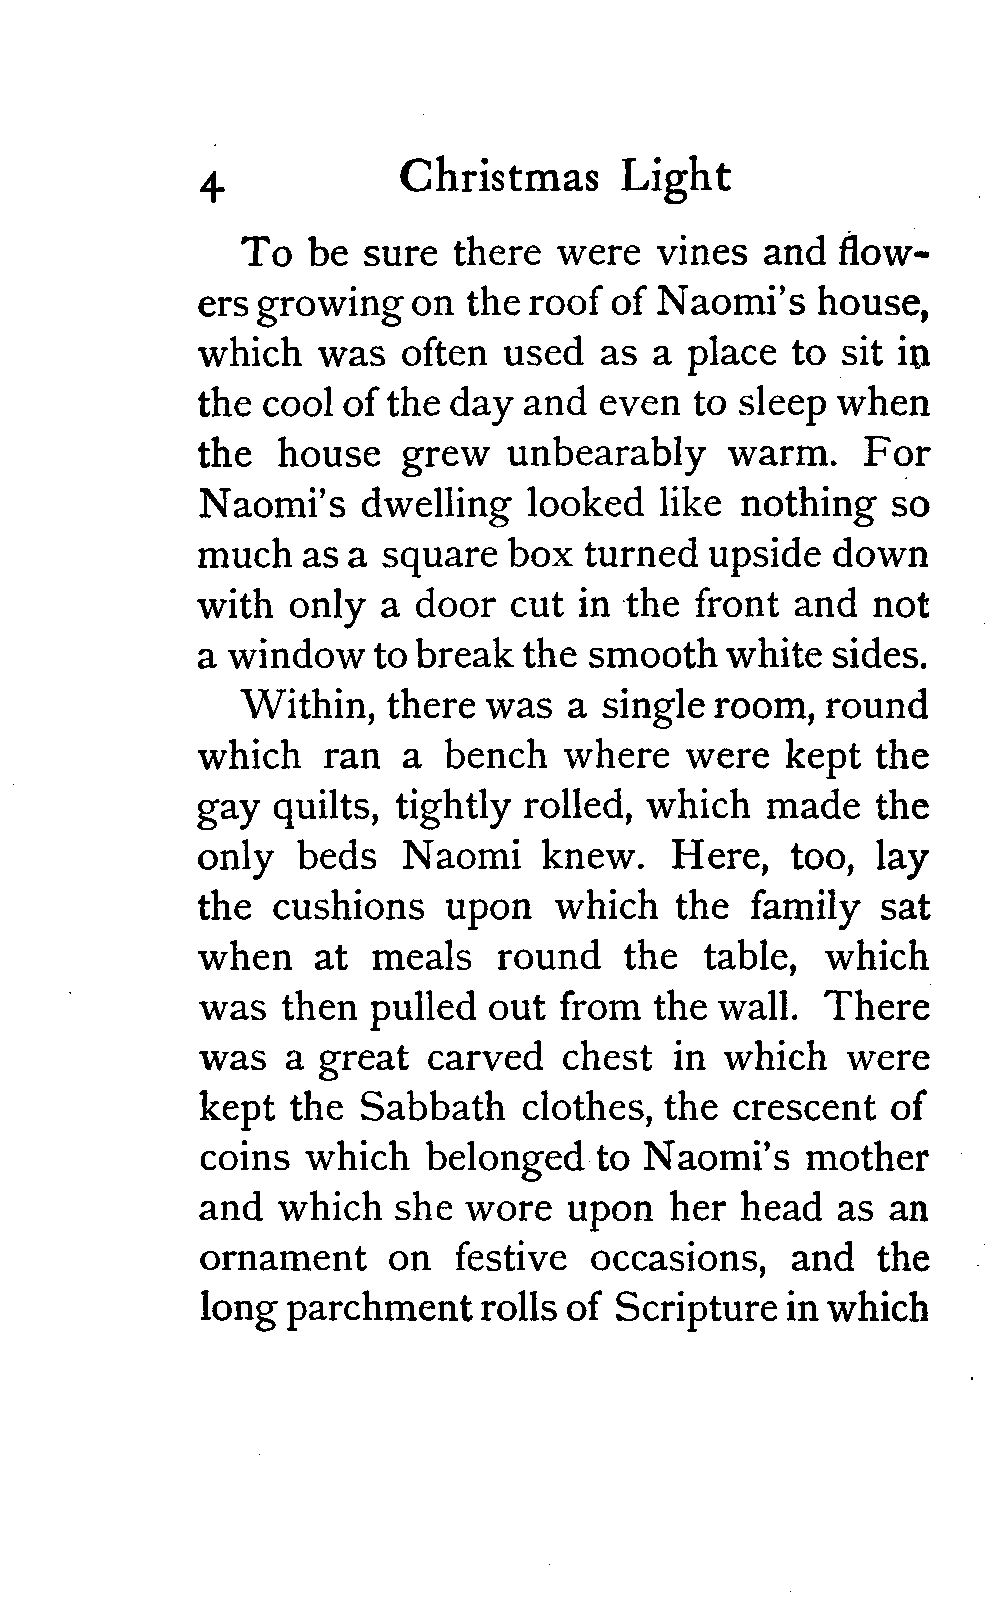 4 Christmas Light
To be sure there were vines and flow-
ers growing on the roof of Naomi's house,
which was often used as a place to sit in
the cool of the day and even to sleep when
the house grew unbearably warm. For
Naomi's dwelling looked like nothing so
much as a square box turned upside down
with only a door cut in the front and not
a window to break the smooth white sides.
Within, there was a single room, round
which ran a bench where were kept the
gay quilts, tightly rolled, which made the
only beds Naomi knew. Here, too, lay
the cushions upon which the family sat
when at meals round the table, which
was then pulled out from the wall. There
was a great carved chest in which were
kept the Sabbath clothes, the crescent of
coins which belonged to Naomi's mother
and which she wore upon her head as an
ornament on festive occasions, and the
long parchment rolls of Scripture in which